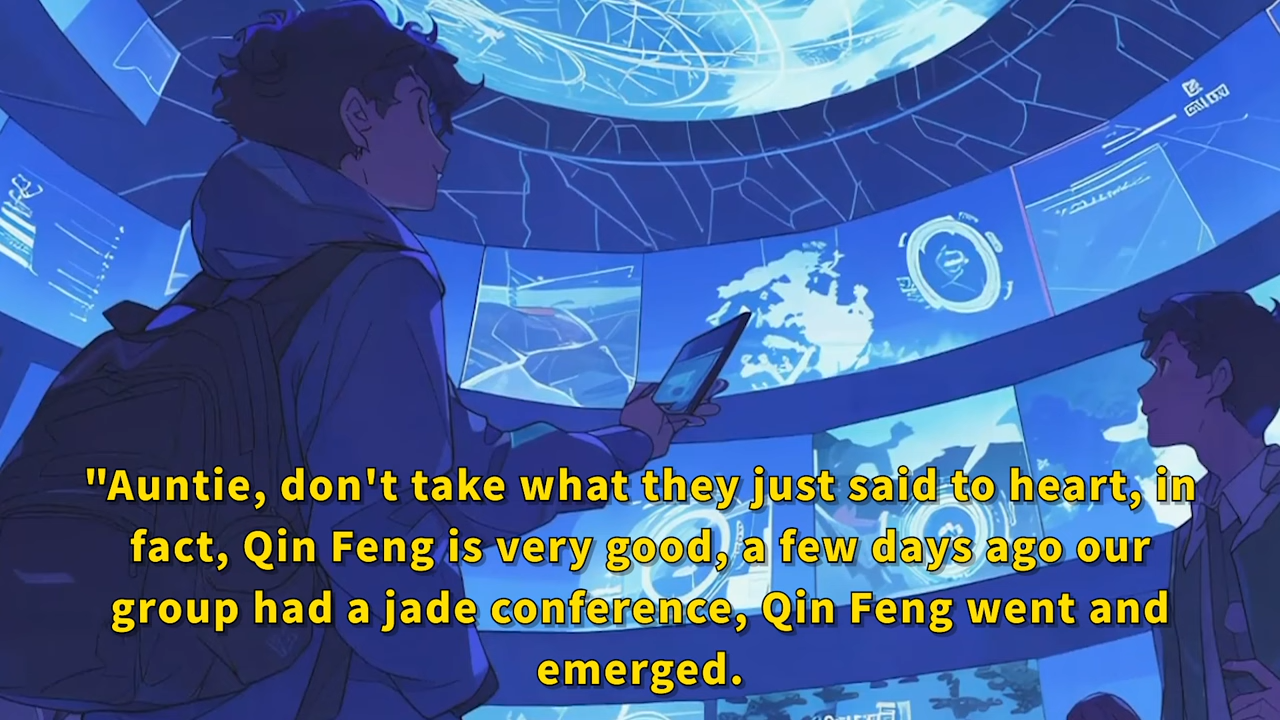 "Auntie, don't take what they just said to heart, in
fact, Qin Feng is very good, a few days ago our
group had a jade conference, Qin Feng went and
emerged.